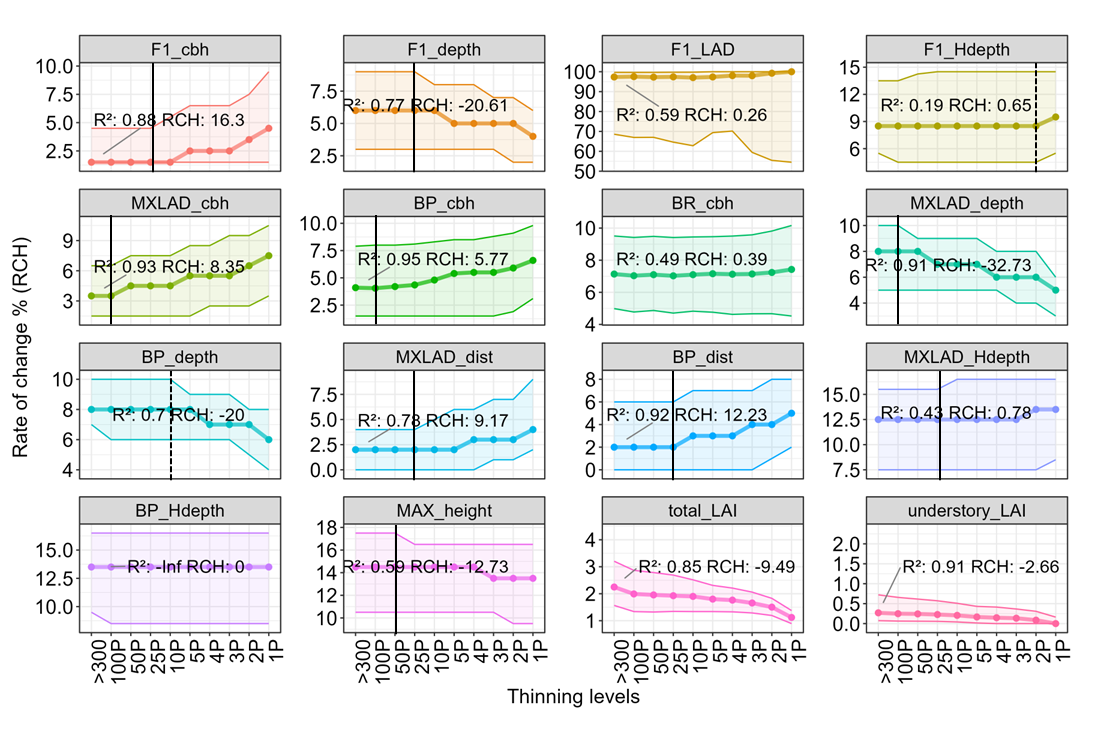 F1_cbh
F1_depth
F1_LAD
F1_Hdepth
10.0
7.5
5.0
2.5
R²: 0.88 RCH: 16.3
7.5
5.0
2.5
R²: 0.77 RCH: -20.61
100
90
80
70
60
50
R²: 0.59 RCH: 0.26
15
12
9
6
R²: 0.19 RCH: 0.65
MXLAD_cbh
BP_cbh
BR_cbh
MXLAD_depth
9
6
3
R²: 0.93 RCH: 8.35
10.0
7.5
5.0
2.5
R²: 0.95 RCH: 5.77
10
8
6
4
R²: 0.49 RCH: 0.39
10
8
6
4
R²: 0.91 RCH: -32.73
BP_depth
MXLAD_dist
BP_dist
MXLAD_Hdepth
10
8
6
4
R²: 0.7 RCH: -20
7.5
5.0
2.5
0.0
R²: 0.78 RCH: 9.17
8
6
4
2
0
R²: 0.92 RCH: 12.23
15.0
12.5
10.0
7.5
R²: 0.43 RCH: 0.78
BP_Hdepth
MAX_height
total_LAI
understory_LAI
15.0
12.5
10.0
R²: -Inf RCH: 0
18
16
14
12
10
R²: 0.59 RCH: -12.73
4
3
2
1
R²: 0.85 RCH: -9.49
2.0
1.5
1.0
0.5
0.0
R²: 0.91 RCH: -2.66
>300
100P
50P
25P
10P
5P
4P
3P
2P
1P
>300
100P
50P
25P
10P
5P
4P
3P
2P
1P
>300
100P
50P
25P
10P
5P
4P
3P
2P
1P
>300
100P
50P
25P
10P
5P
4P
3P
2P
1P
Thinning levels
Rate of change % (RCH)